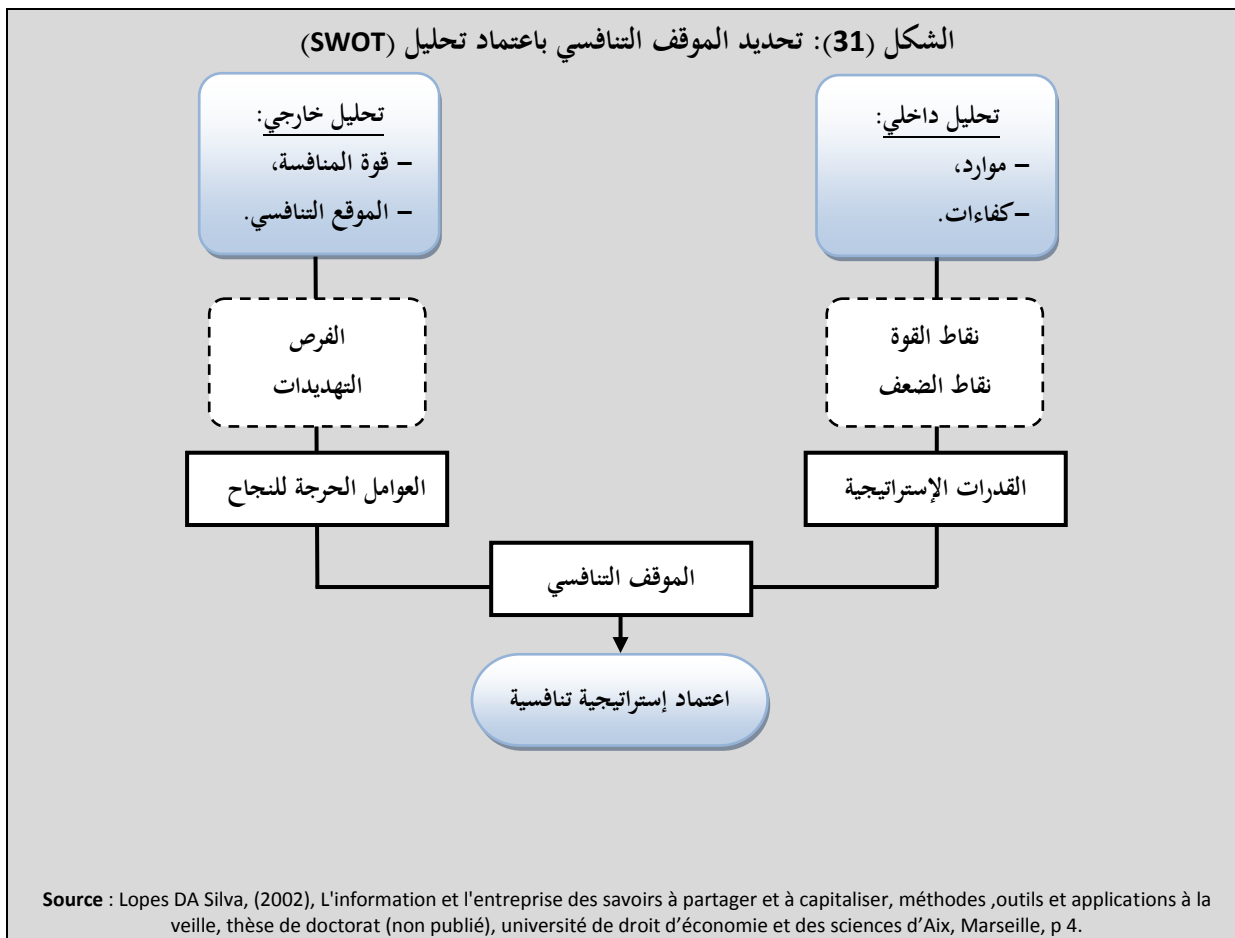 الشكل (31): تحديد الموقف التنافسي باعتماد تحليل (SWOT)
تحليل داخلي:
– موارد،
–كفاءات.
تحليل خارجي:
– قوة المنافسة،
– الموقع التنافسي.
نقاط القوة
نقاط الضعف
الفرص
التهديدات
القدرات الإستراتيجية
العوامل الحرجة للنجاح
الموقف التنافسي
اعتماد إستراتيجية تنافسية
Source : Lopes DA Silva, (2002), L'information et l'entreprise des savoirs à partager et à capitaliser, méthodes ,outils et applications à la
veille, thèse de doctorat (non publié), université de droit d’économie et des sciences d’Aix, Marseille, p 4.